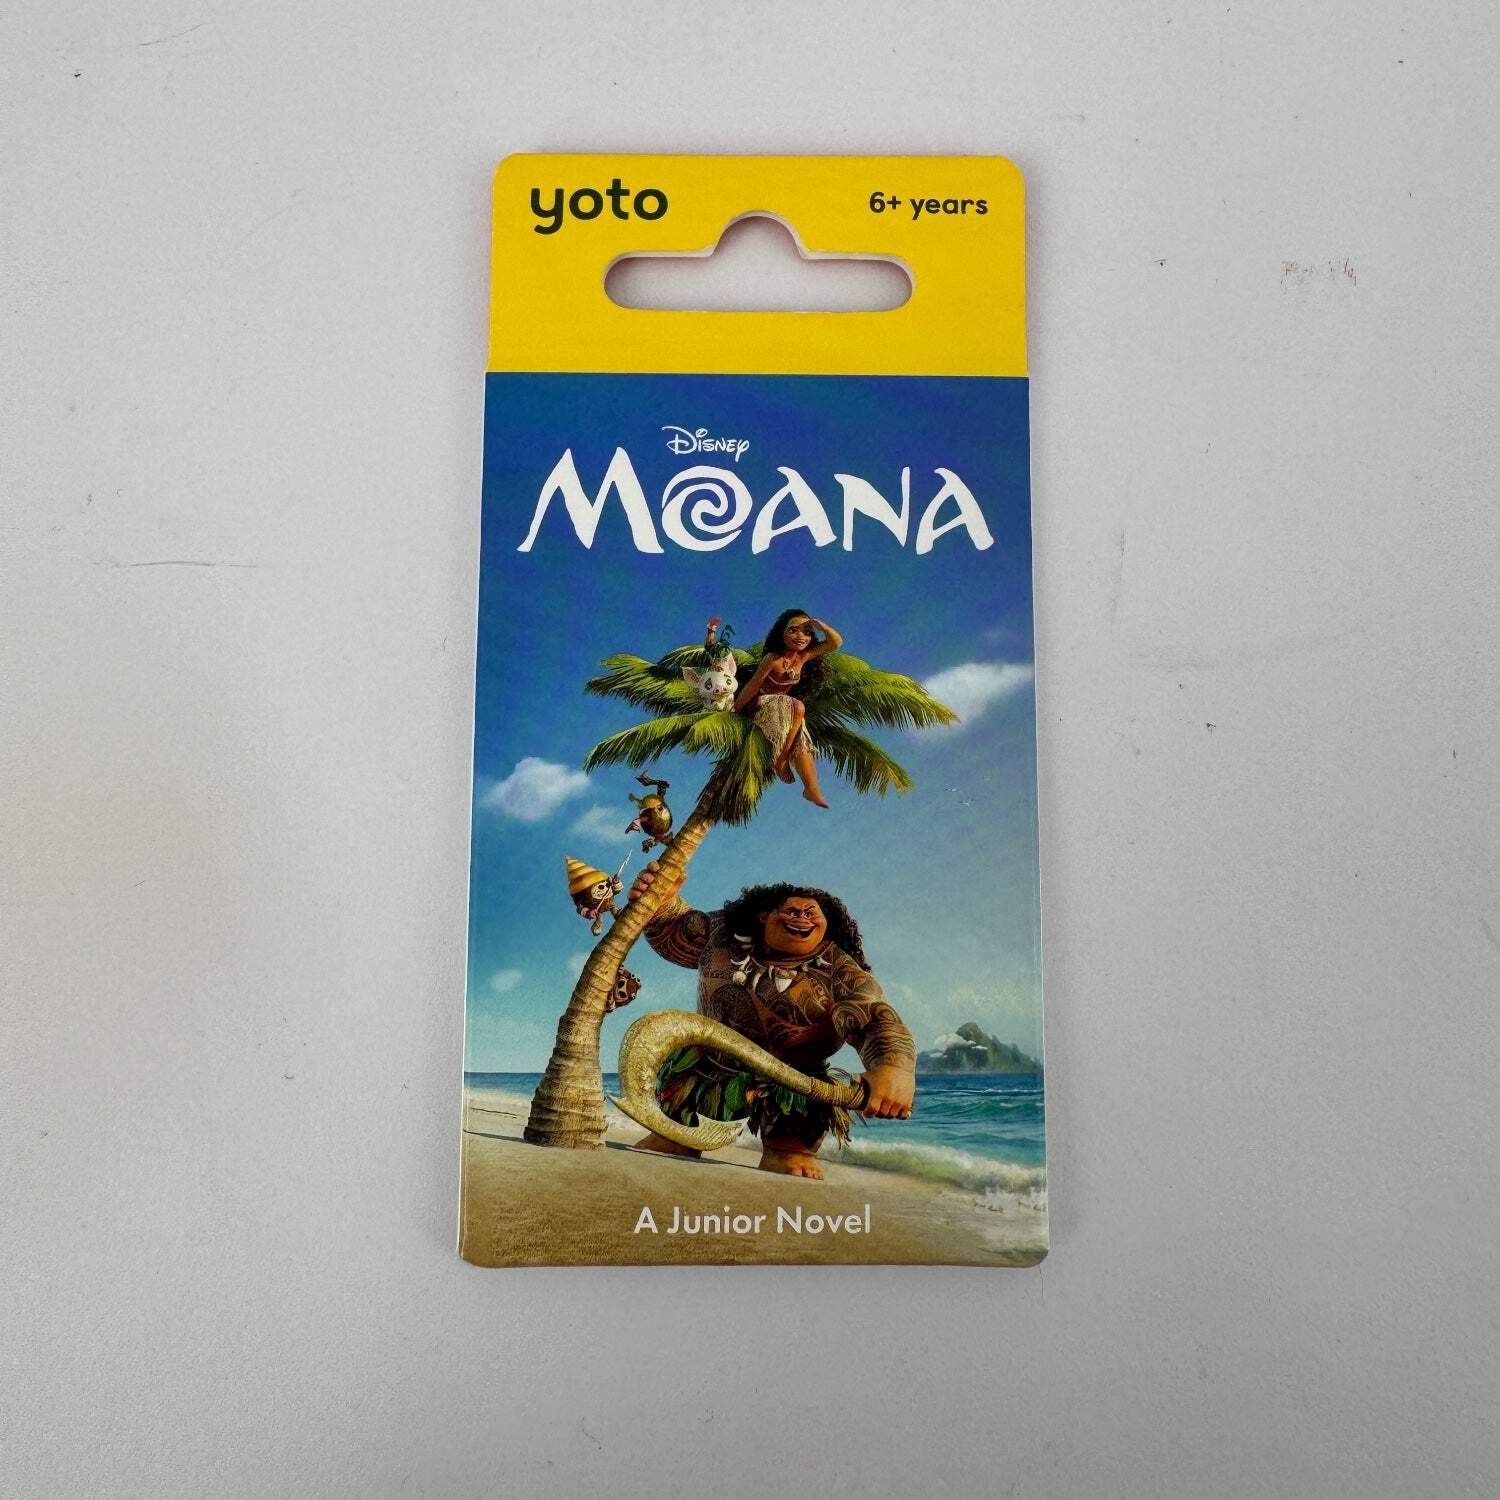 yoto
6+ years
Disney
MOANA
A Junior Novel